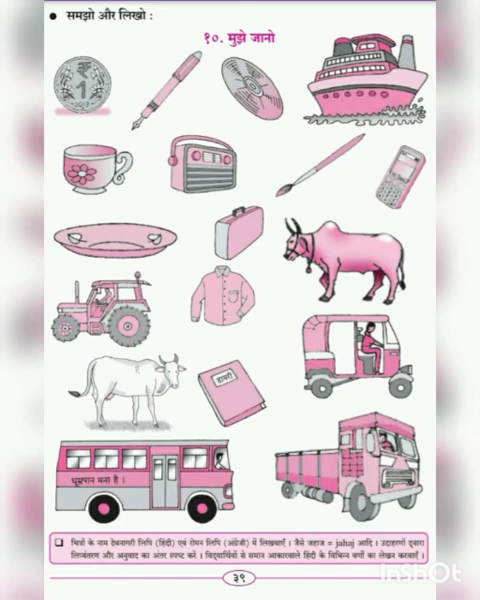 ● समझो और लिखो :
१०. मुझे जानो
₹
1
2013
डायरी
धूम्रपान मना है ।
❑ चित्रों के नाम देवनागरी लिपि (हिंदी) एवं रोमन लिपि (अंग्रेजी) में लिखवाएँ । जैसे जहाज = jahaj आदि । उदाहरणों द्वारा
लिप्यंतरण और अनुवाद का अंतर स्पष्ट करें । विद्यार्थियों से समान आकारवाले हिंदी के विभिन्न वर्णों का लेखन करवाएँ ।
३९
InShOt